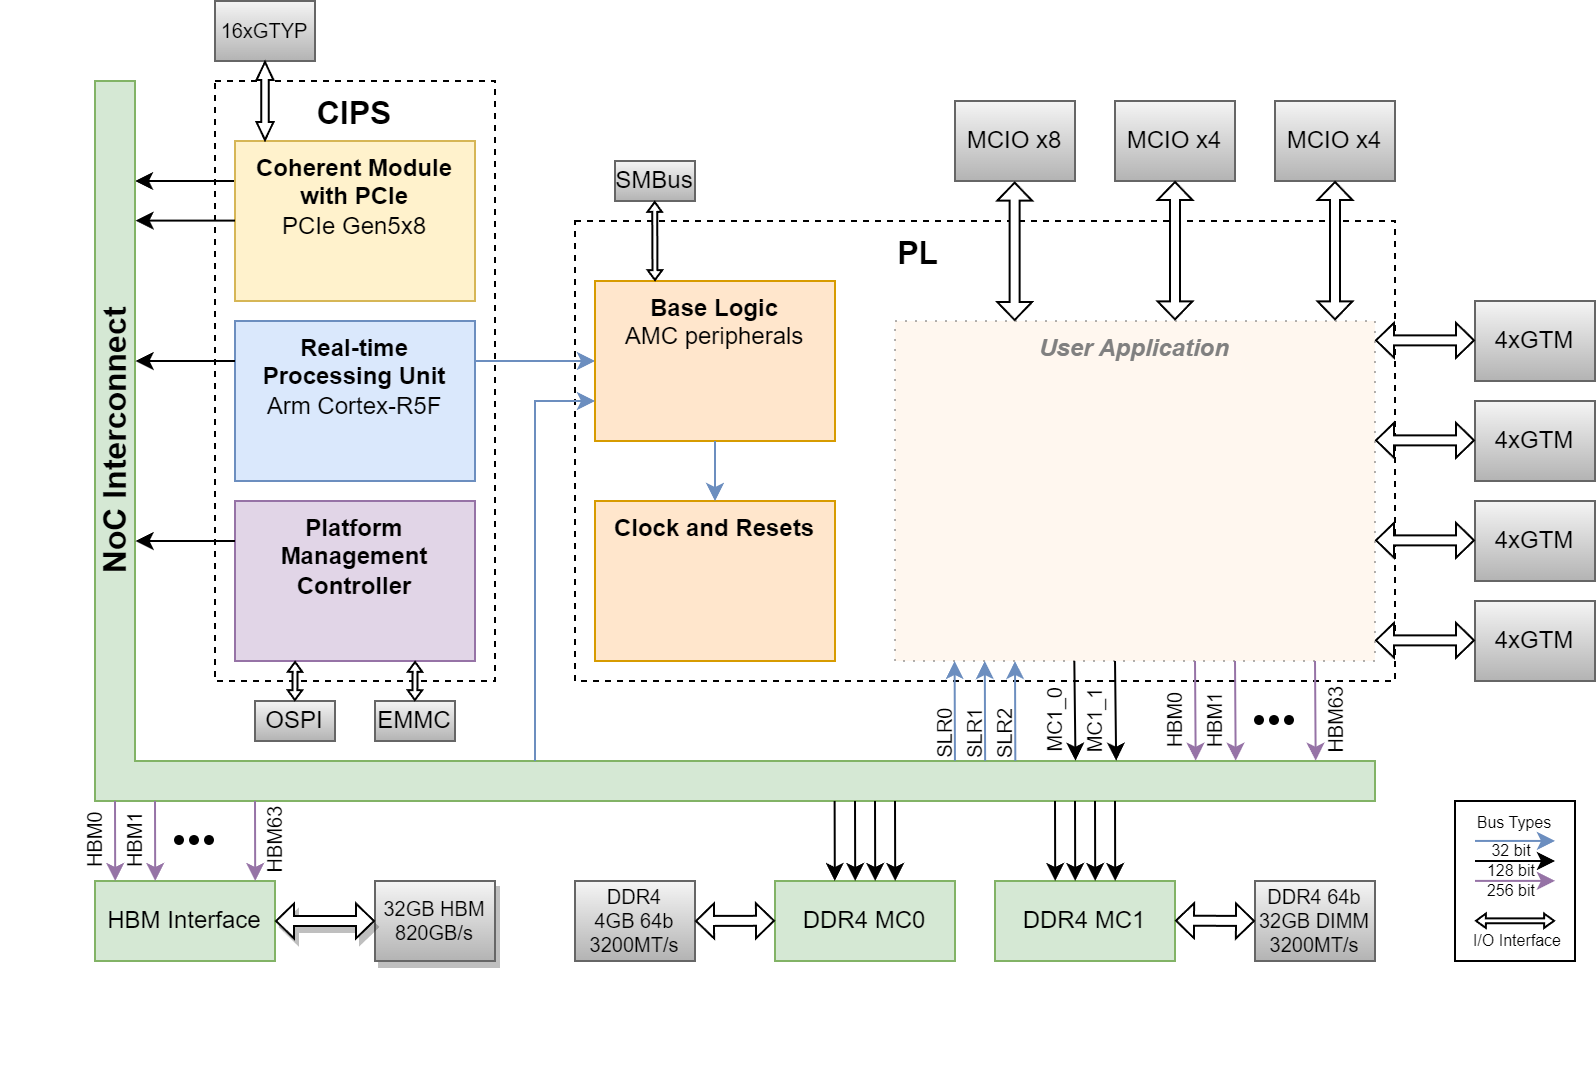 16xGTYP
CIPS
Coherent Module
with PCIe
PCIe Gen5x8
Real-time
Processing Unit
Arm Cortex-R5F
Platform
Management
Controller
OSPI
EMMC
NoC Interconnect
SMBus
PL
Base Logic
AMC peripherals
Clock and Resets
MCIO x8
MCIO x4
MCIO x4
User Application
4xGTM
4xGTM
4xGTM
4xGTM
SLR0
SLR1
SLR2
MC1_0
MC1_1
HBM0
HBM1
HBM63
HBM0
HBM1
HBM63
HBM Interface
32GB HBM
820GB/s
DDR4
4GB 64b
3200MT/s
DDR4 MC0
DDR4 MC1
DDR4 64b
32GB DIMM
3200MT/s
Bus Types
32 bit
128 bit
256 bit
I/O Interface